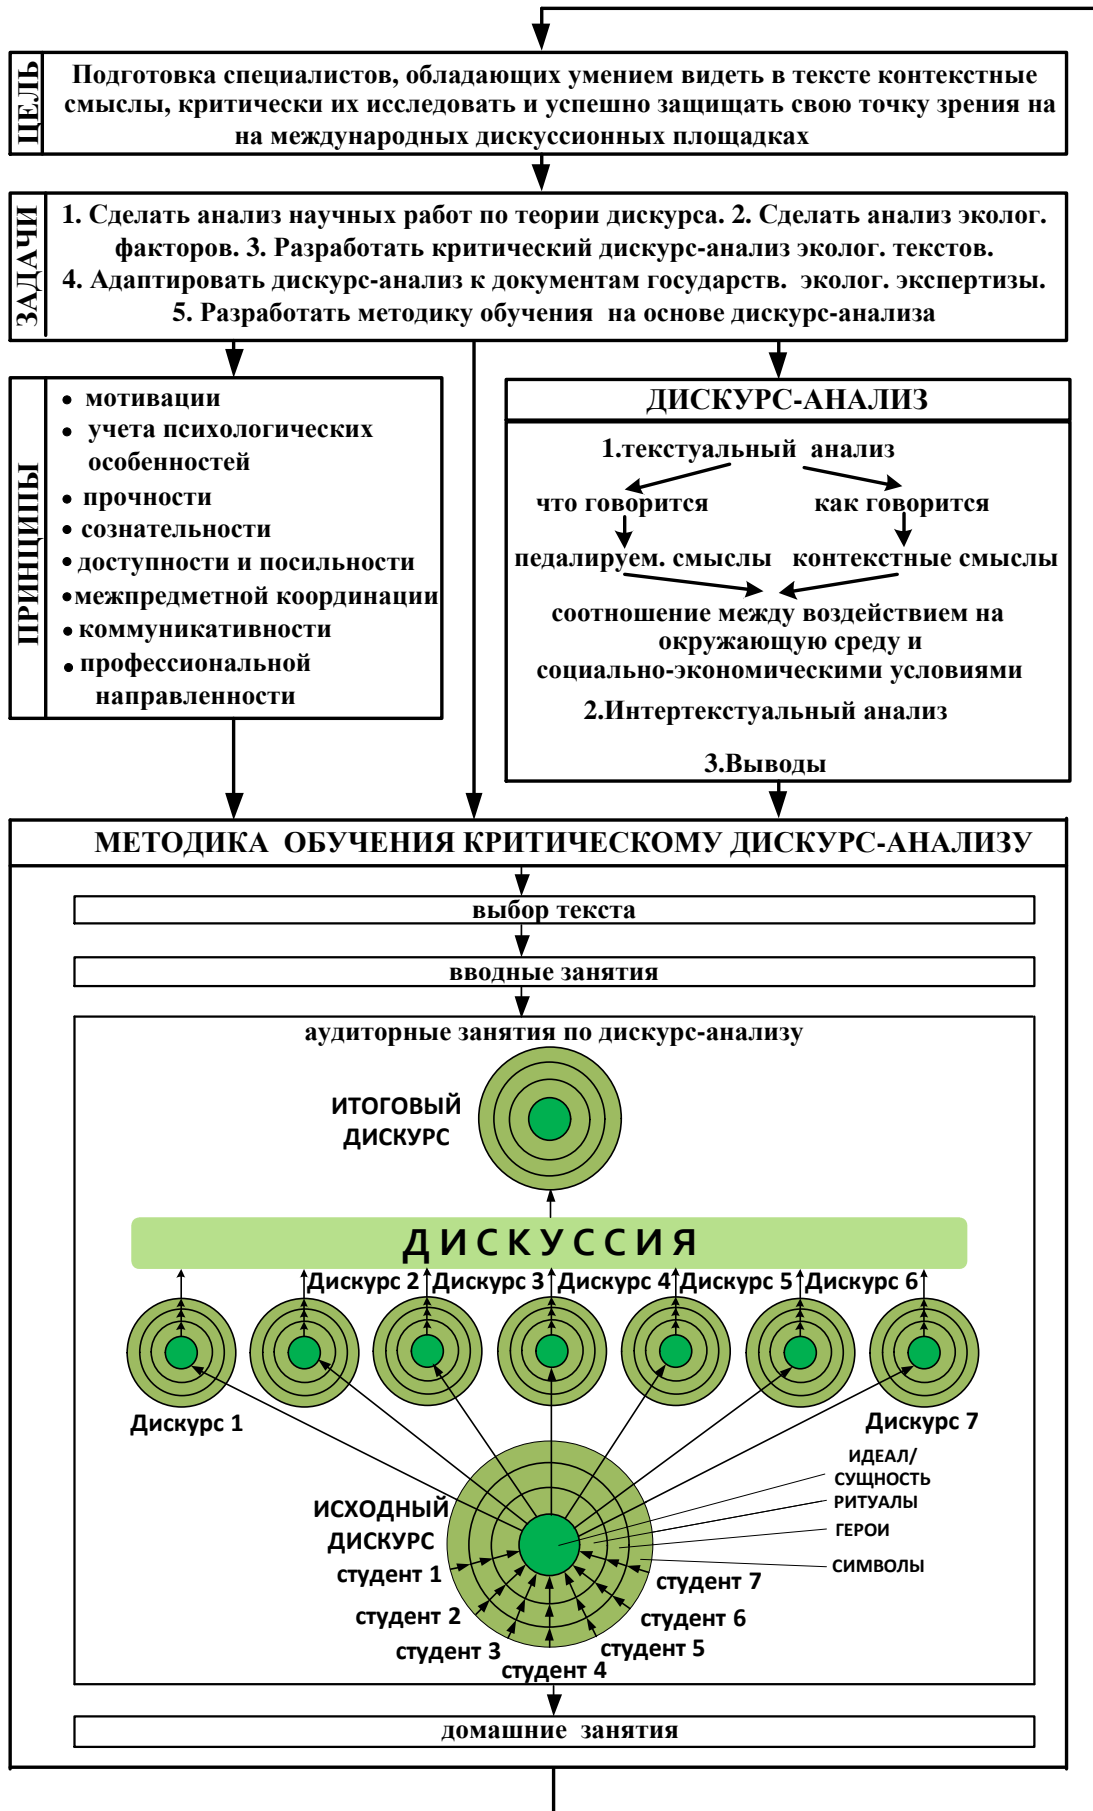 ЦЕЛЬ
Подготовка специалистов, обладающих умением видеть в тексте контекстные
смыслы, критически их исследовать и успешно защищать свою точку зрения на
на международных дискуссионных площадках
ЗАДАЧИ
1. Сделать анализ научных работ по теории дискурса. 2. Сделать анализ эколог.
факторов. 3. Разработать критический дискурс-анализ эколог. текстов.
4. Адаптировать дискурс-анализ к документам государств. эколог. экспертизы.
5. Разработать методику обучения на основе дискурс-анализа
ПРИНЦИПЫ
• мотивации
• учета психологических
особенностей
• прочности
• сознательности
• доступности и посильности
• межпредметной координации
• коммуникативности
• профессиональной
направленности
ДИСКУРС-АНАЛИЗ
1.текстуальный анализ
что говорится
как говорится
педалируем. смыслы
контекстные смыслы
соотношение между воздействием на
окружающую среду и
социально-экономическими условиями
2.Интертекстуальный анализ
3.Выводы
МЕТОДИКА ОБУЧЕНИЯ КРИТИЧЕСКОМУ ДИСКУРС-АНАЛИЗУ
выбор текста
вводные занятия
аудиторные занятия по дискурс-анализу
ИТОГОВЫЙ
ДИСКУРС
ДИСКУССИЯ
Дискурс 2
Дискурс 3
Дискурс 4
Дискурс 5
Дискурс 6
Дискурс 1
Дискурс 7
ИСХОДНЫЙ
ДИСКУРС
ИДЕАЛ/
СУЩНОСТЬ
РИТУАЛЫ
ГЕРОИ
СИМВОЛЫ
студент 1
студент 2
студент 3
студент 4
студент 5
студент 6
студент 7
домашние занятия